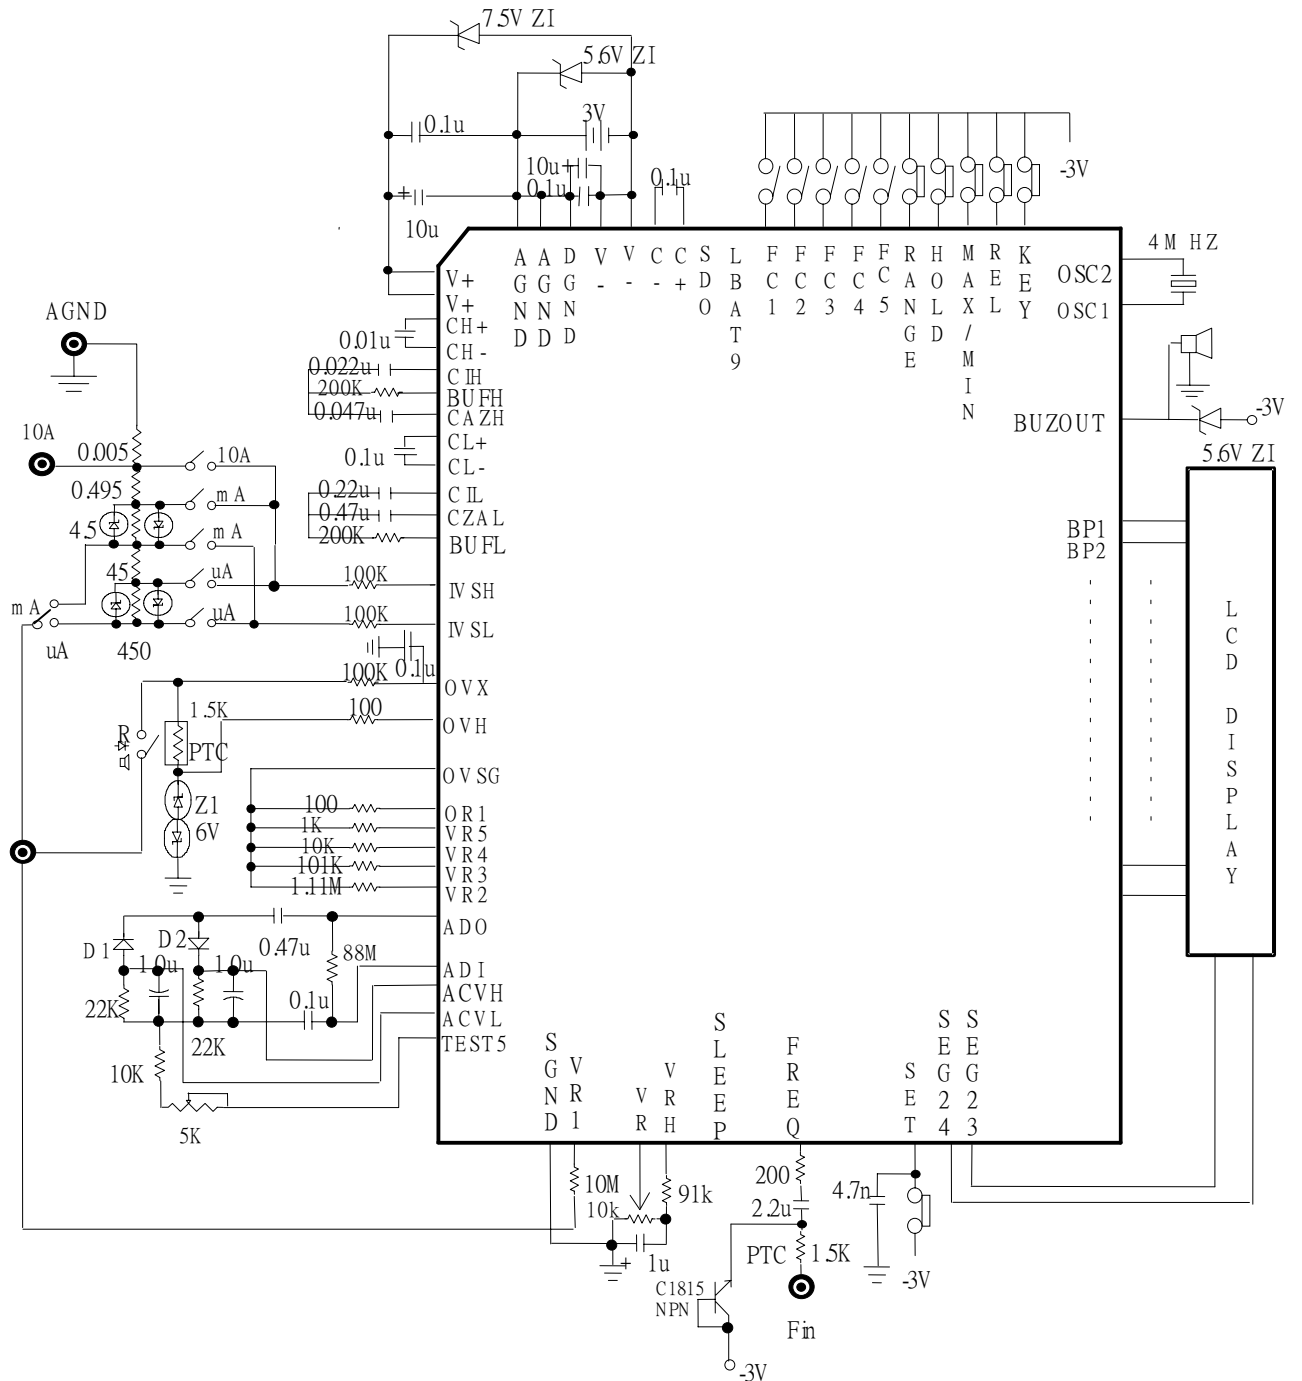 7.5V ZI
5.6V ZI
0.1u
3V
10u
+
0.1u
0.1u
+
10u
-3V
4M HZ
AGND
AGND
DGND
V-
V-
C-
C+
SDO
LBAT9
FC1
FC2
FC3
FC4
FC5
RANGE
HOLD
MAX/MIN
REL
KEY
OSC2
OSC1
V+
V+
CH+
0.01u
CH-
0.022u
CIH
200K
BUFH
0.047u
CAZH
CL+
0.1u
CL-
0.22u
CIL
0.47u
CZAL
200K
BUFL
AGND
10A
0.005
10A
0.495
mA
4.5
mA
45
uA
mA
uA
uA
450
100K
IVSH
100K
IVSL
0.1u
100K
OVX
1.5K
100
OVH
R
PTC
OVSG
Z1
6V
100
OR1
1K
VR5
10K
VR4
101K
VR3
1.11M
VR2
ADO
D1
D2
0.47u
88M
1.0u
1.0u
ADI
22K
0.1u
ACVH
ACVL
22K
TEST5
10K
5K
BUZOUT
-3V
5.6V ZI
BP1
BP2
LCD DISPLAY
SGND
VR1
VR
VRH
SLEEP
FREQ
SET
SEG24
SEG23
10M
10k
91k
200
4.7n
2.2u
+
1u
PTC
1.5K
-3V
C1815
NPN
Fin
-3V